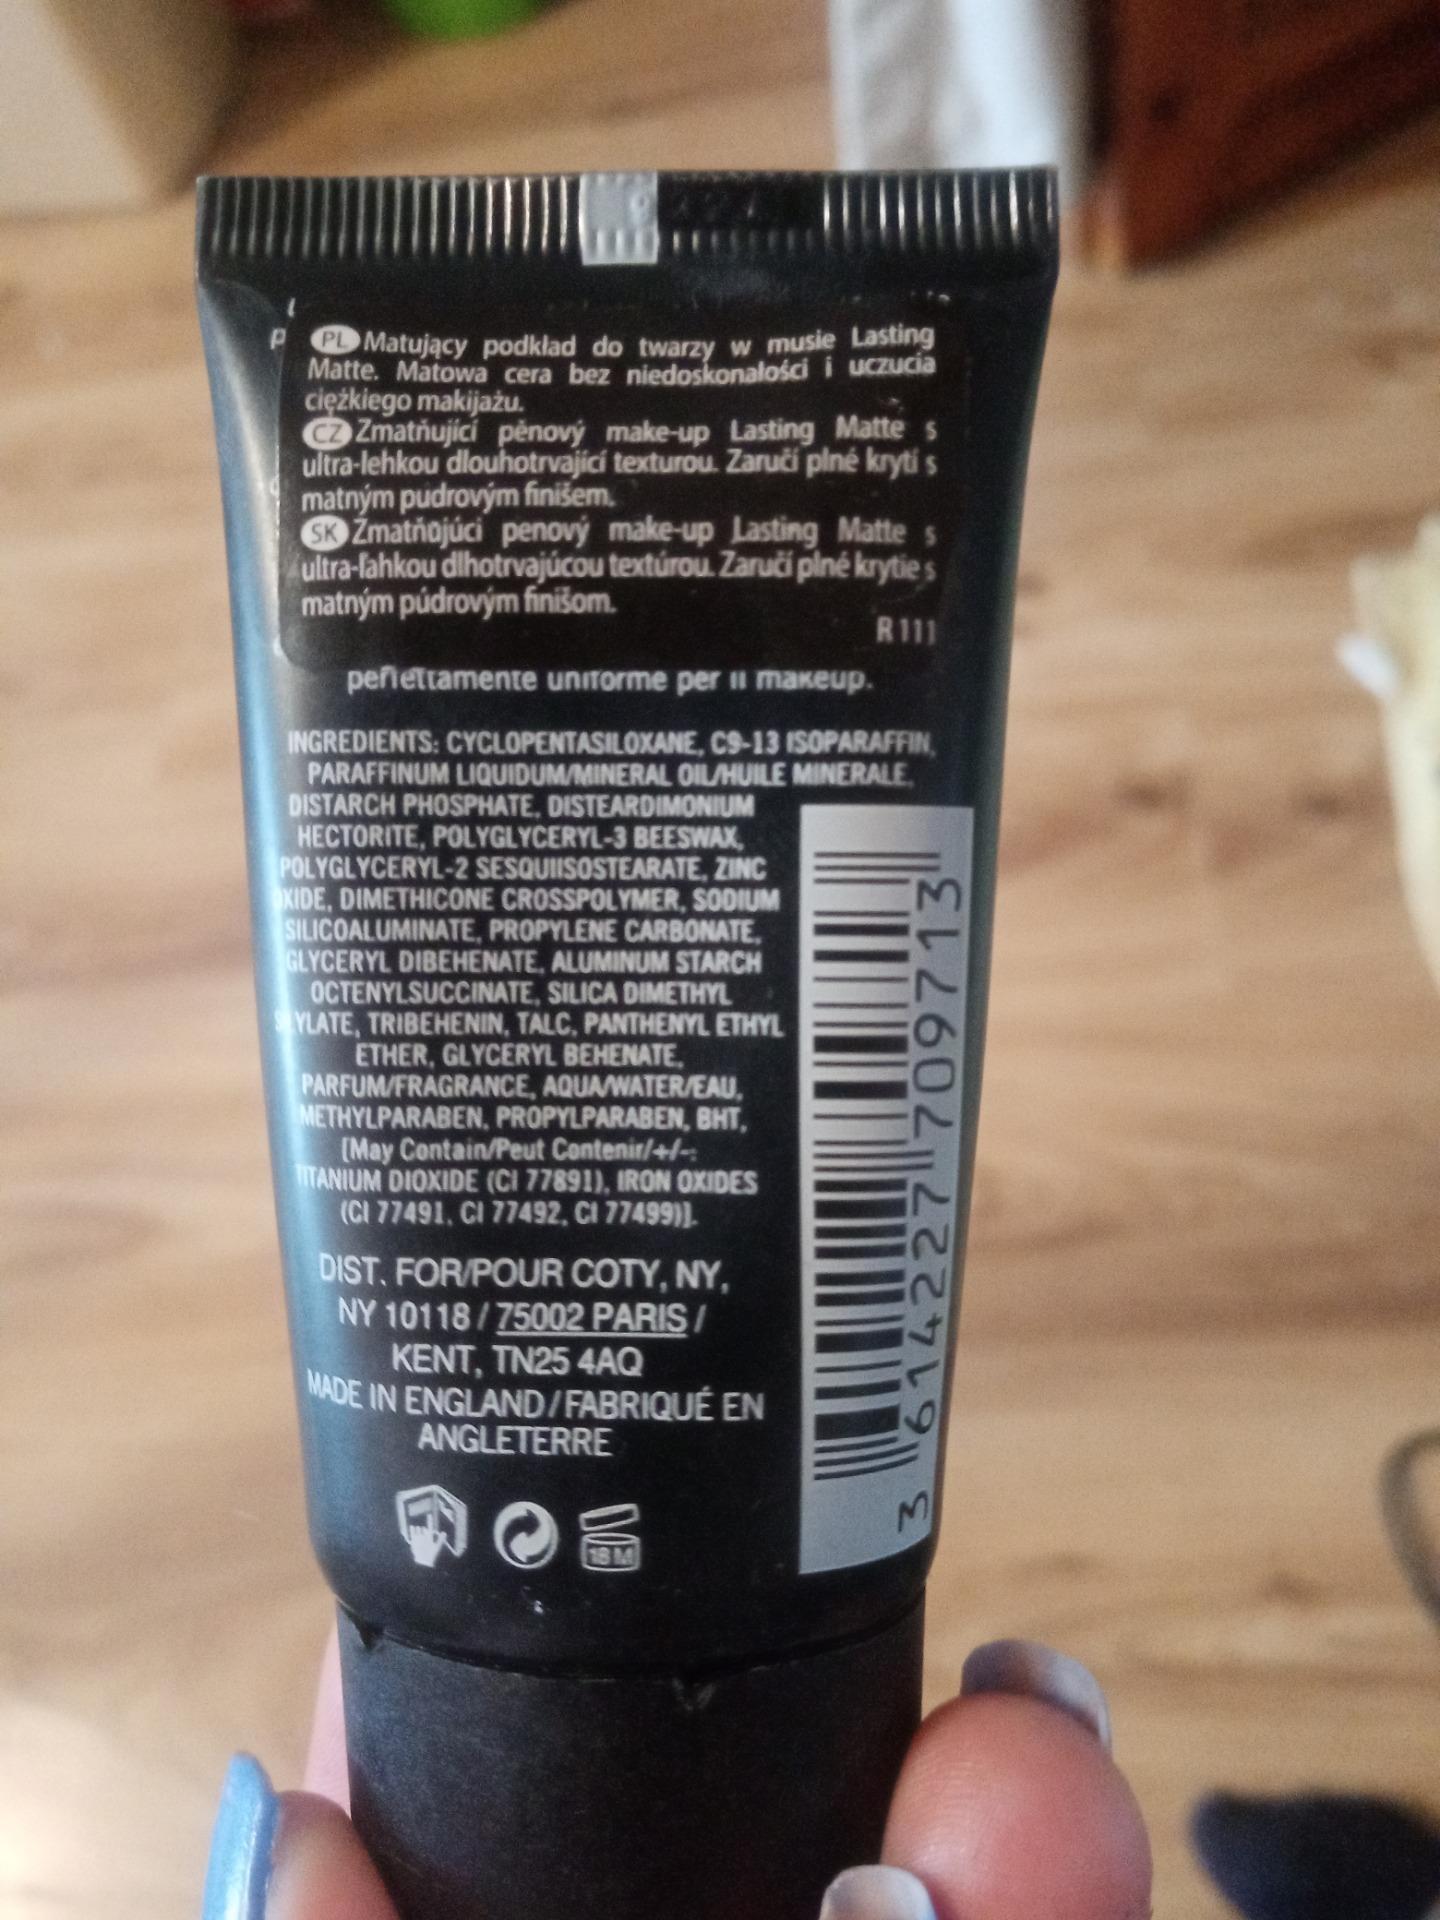 PL Matujący podkład do twarzy w musie Lasting
Matte. Matowa cera bez niedoskonałości i uczucia
ciężkiego makijażu.
CZ Zmatňující pěnový make-up Lasting Matte s
ultra-lehkou dlouhotrvající texturou. Zaručí plné krytí s
matným pudrovým finišem.
SK Zmatňujúci penový make-up Lasting Matte s
ultra-ľahkou dlhotrvajúcou textúrou. Zaručí plné krytie s
matným púdrovým finišom.
R111
perfettamente uniforme per il makeup.
INGREDIENTS: CYCLOPENTASILOXANE, C9-13 ISOPARAFFIN,
PARAFFINUM LIQUIDUM/MINERAL OIL/HUILE MINERALE,
DISTARCH PHOSPHATE, DISTEARDIMONIUM
HECTORITE, POLYGLYCERYL-3 BEESWAX,
POLYGLYCERYL-2 SESQUIISOSTEARATE, ZINC
OXIDE, DIMETHICONE CROSSPOLYMER, SODIUM
SILICOALUMINATE, PROPYLENE CARBONATE,
GLYCERYL DIBEHENATE, ALUMINUM STARCH
OCTENYLSUCCINATE, SILICA DIMETHYL
SILYLATE, TRIBEHENIN, TALC, PANTHENYL ETHYL
ETHER, GLYCERYL BEHENATE,
PARFUM/FRAGRANCE, AQUA/WATER/EAU,
METHYLPARABEN, PROPYLPARABEN, BHT,
[May Contain/Peut Contenir/+/-:
TITANIUM DIOXIDE (CI 77891), IRON OXIDES
(CI 77491, CI 77492, CI 77499)].
DIST. FOR/POUR COTY, NY,
NY 10118 / 75002 PARIS /
KENT, TN25 4AQ
MADE IN ENGLAND/FABRIQUÉ EN
ANGLETERRE
18 M
3 614227 709713